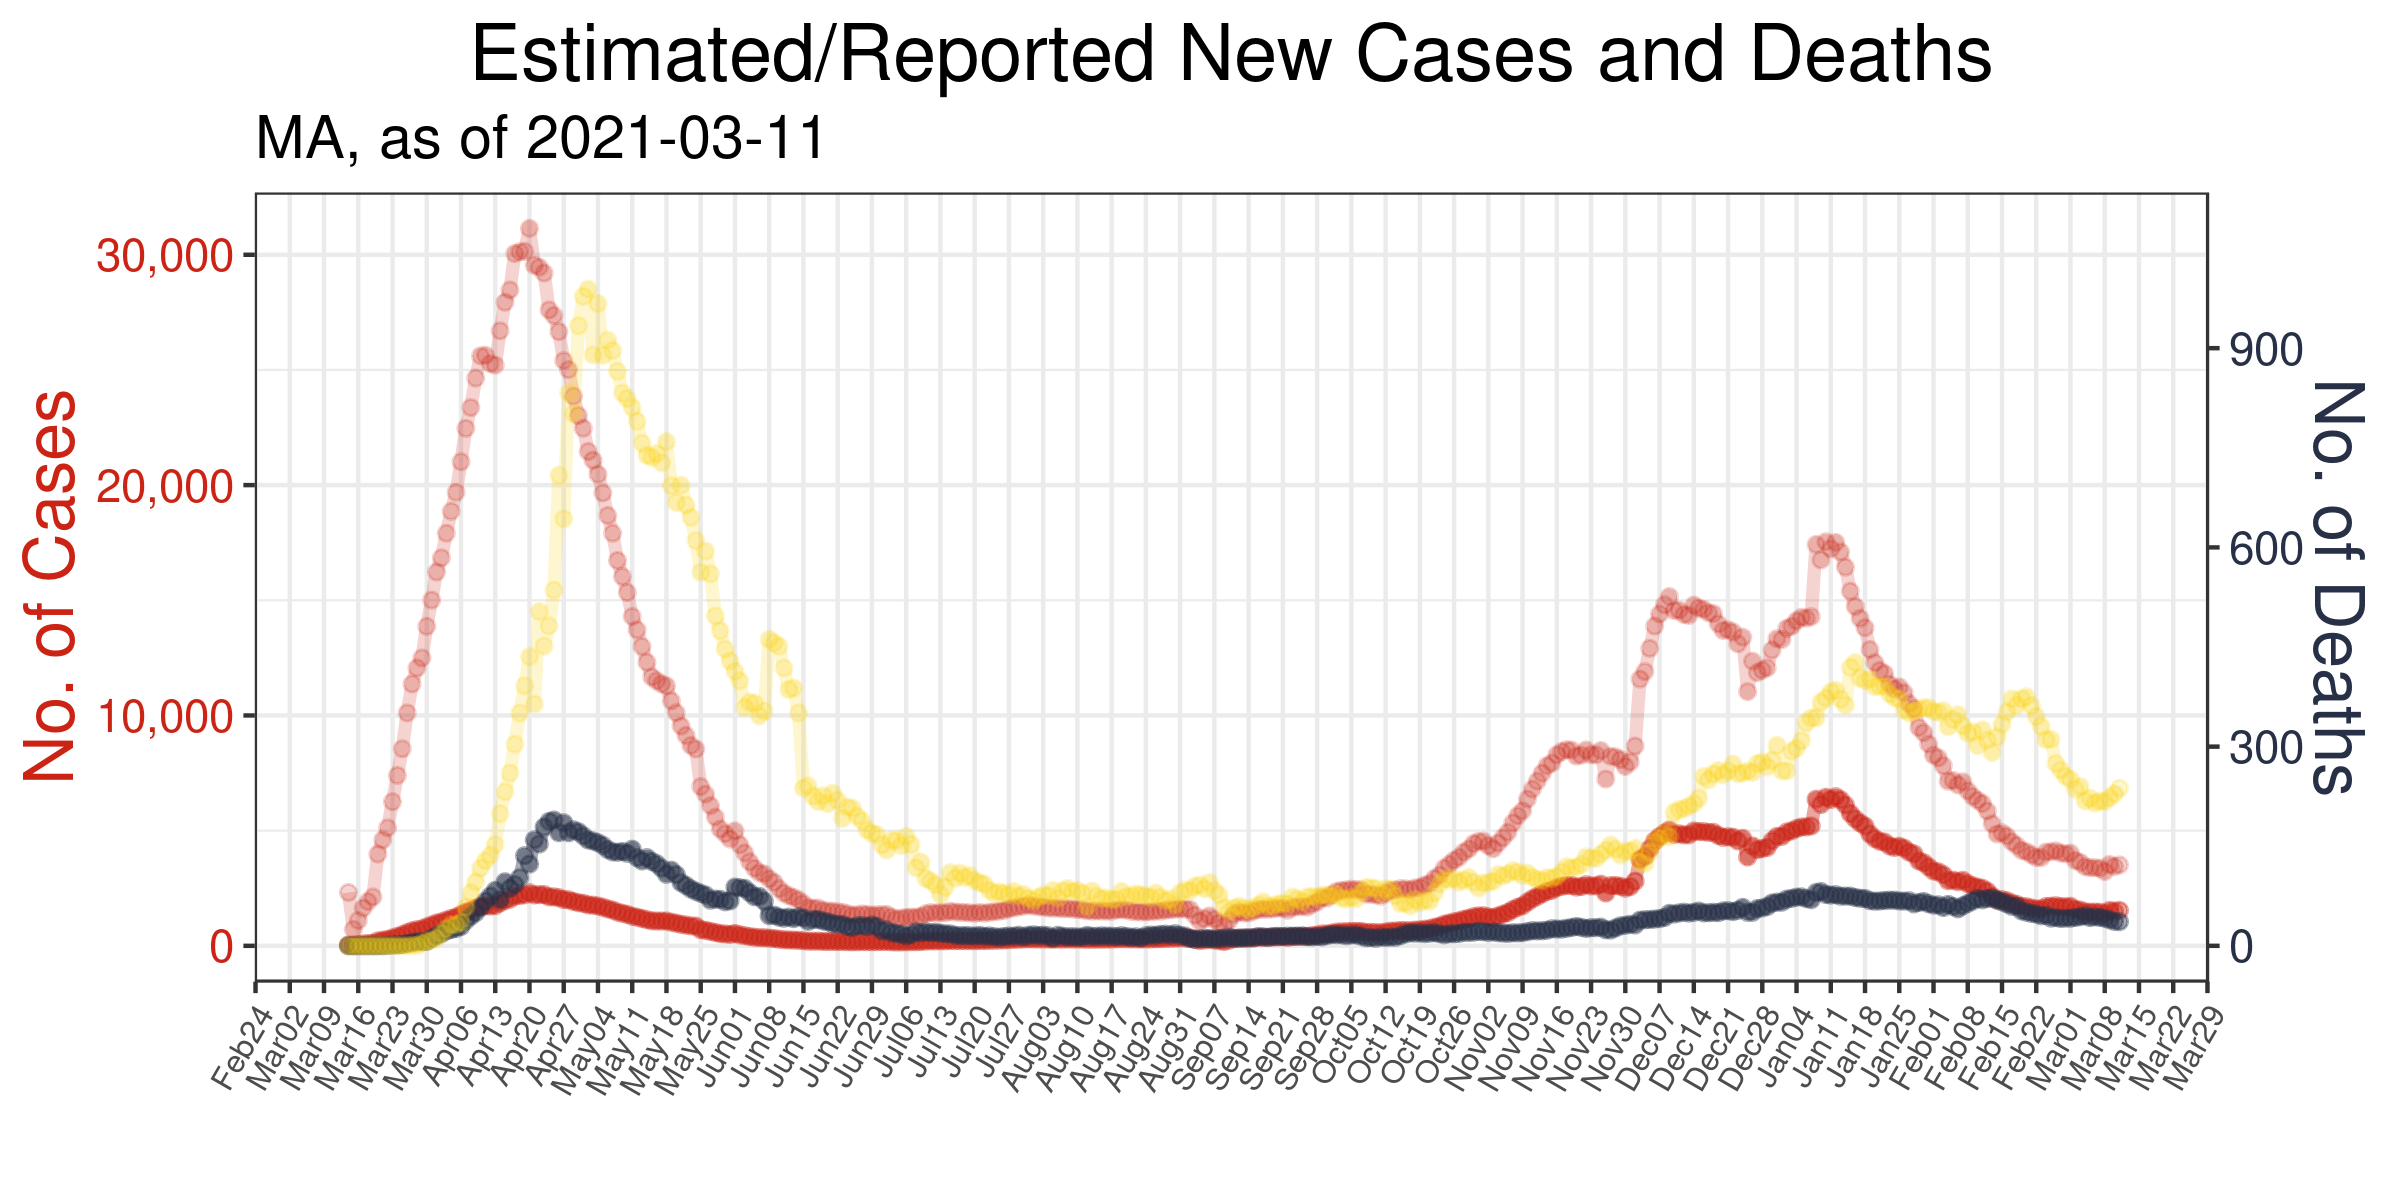 Estimated/Reported New Cases and Deaths
MA, as of 2021-03-11
No. of Cases
30,000
20,000
10,000
0
No. of Deaths
900
600
300
0
Feb24
Mar02
Mar09
Mar16
Mar23
Mar30
Apr06
Apr13
Apr20
Apr27
May04
May11
May18
May25
Jun01
Jun08
Jun15
Jun22
Jun29
Jul06
Jul13
Jul20
Jul27
Aug03
Aug10
Aug17
Aug24
Aug31
Sep07
Sep14
Sep21
Sep28
Oct05
Oct12
Oct19
Oct26
Nov02
Nov09
Nov16
Nov23
Nov30
Dec07
Dec14
Dec21
Dec28
Jan04
Jan11
Jan18
Jan25
Feb01
Feb08
Feb15
Feb22
Mar01
Mar08
Mar15
Mar22
Mar29